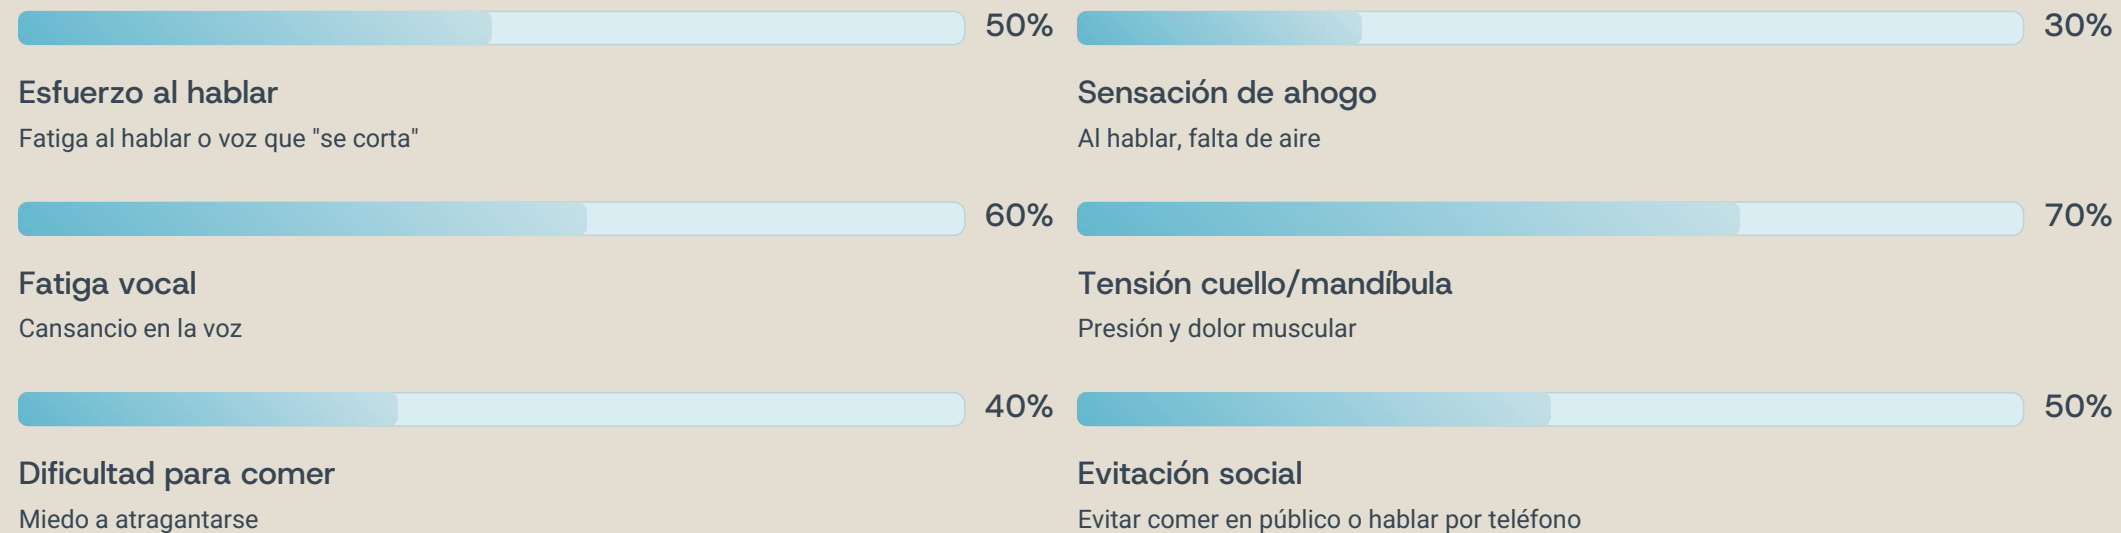 50%
Esfuerzo al hablar
Fatiga al hablar o voz que "se corta"
30%
Sensación de ahogo
Al hablar, falta de aire
60%
Fatiga vocal
Cansancio en la voz
70%
Tensión cuello/mandíbula
Presión y dolor muscular
40%
Dificultad para comer
Miedo a atragantarse
50%
Evitación social
Evitar comer en público o hablar por teléfono